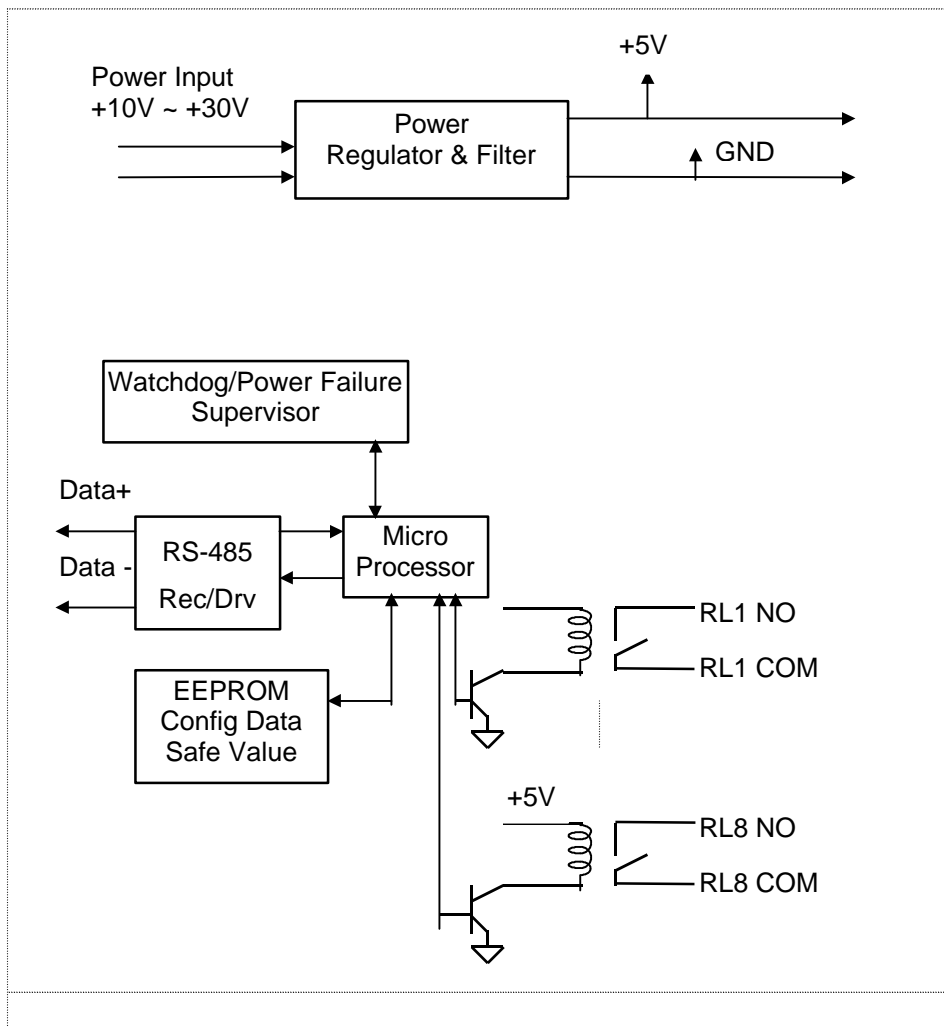 +5V
Power Input
+10V ~ +30V
Power
Regulator & Filter
GND
Watchdog/Power Failure
Supervisor
Data+
Data -
RS-485
Rec/Drv
Micro
Processor
EEPROM
Config Data
Safe Value
RL1 NO
RL1 COM
+5V
RL8 NO
RL8 COM